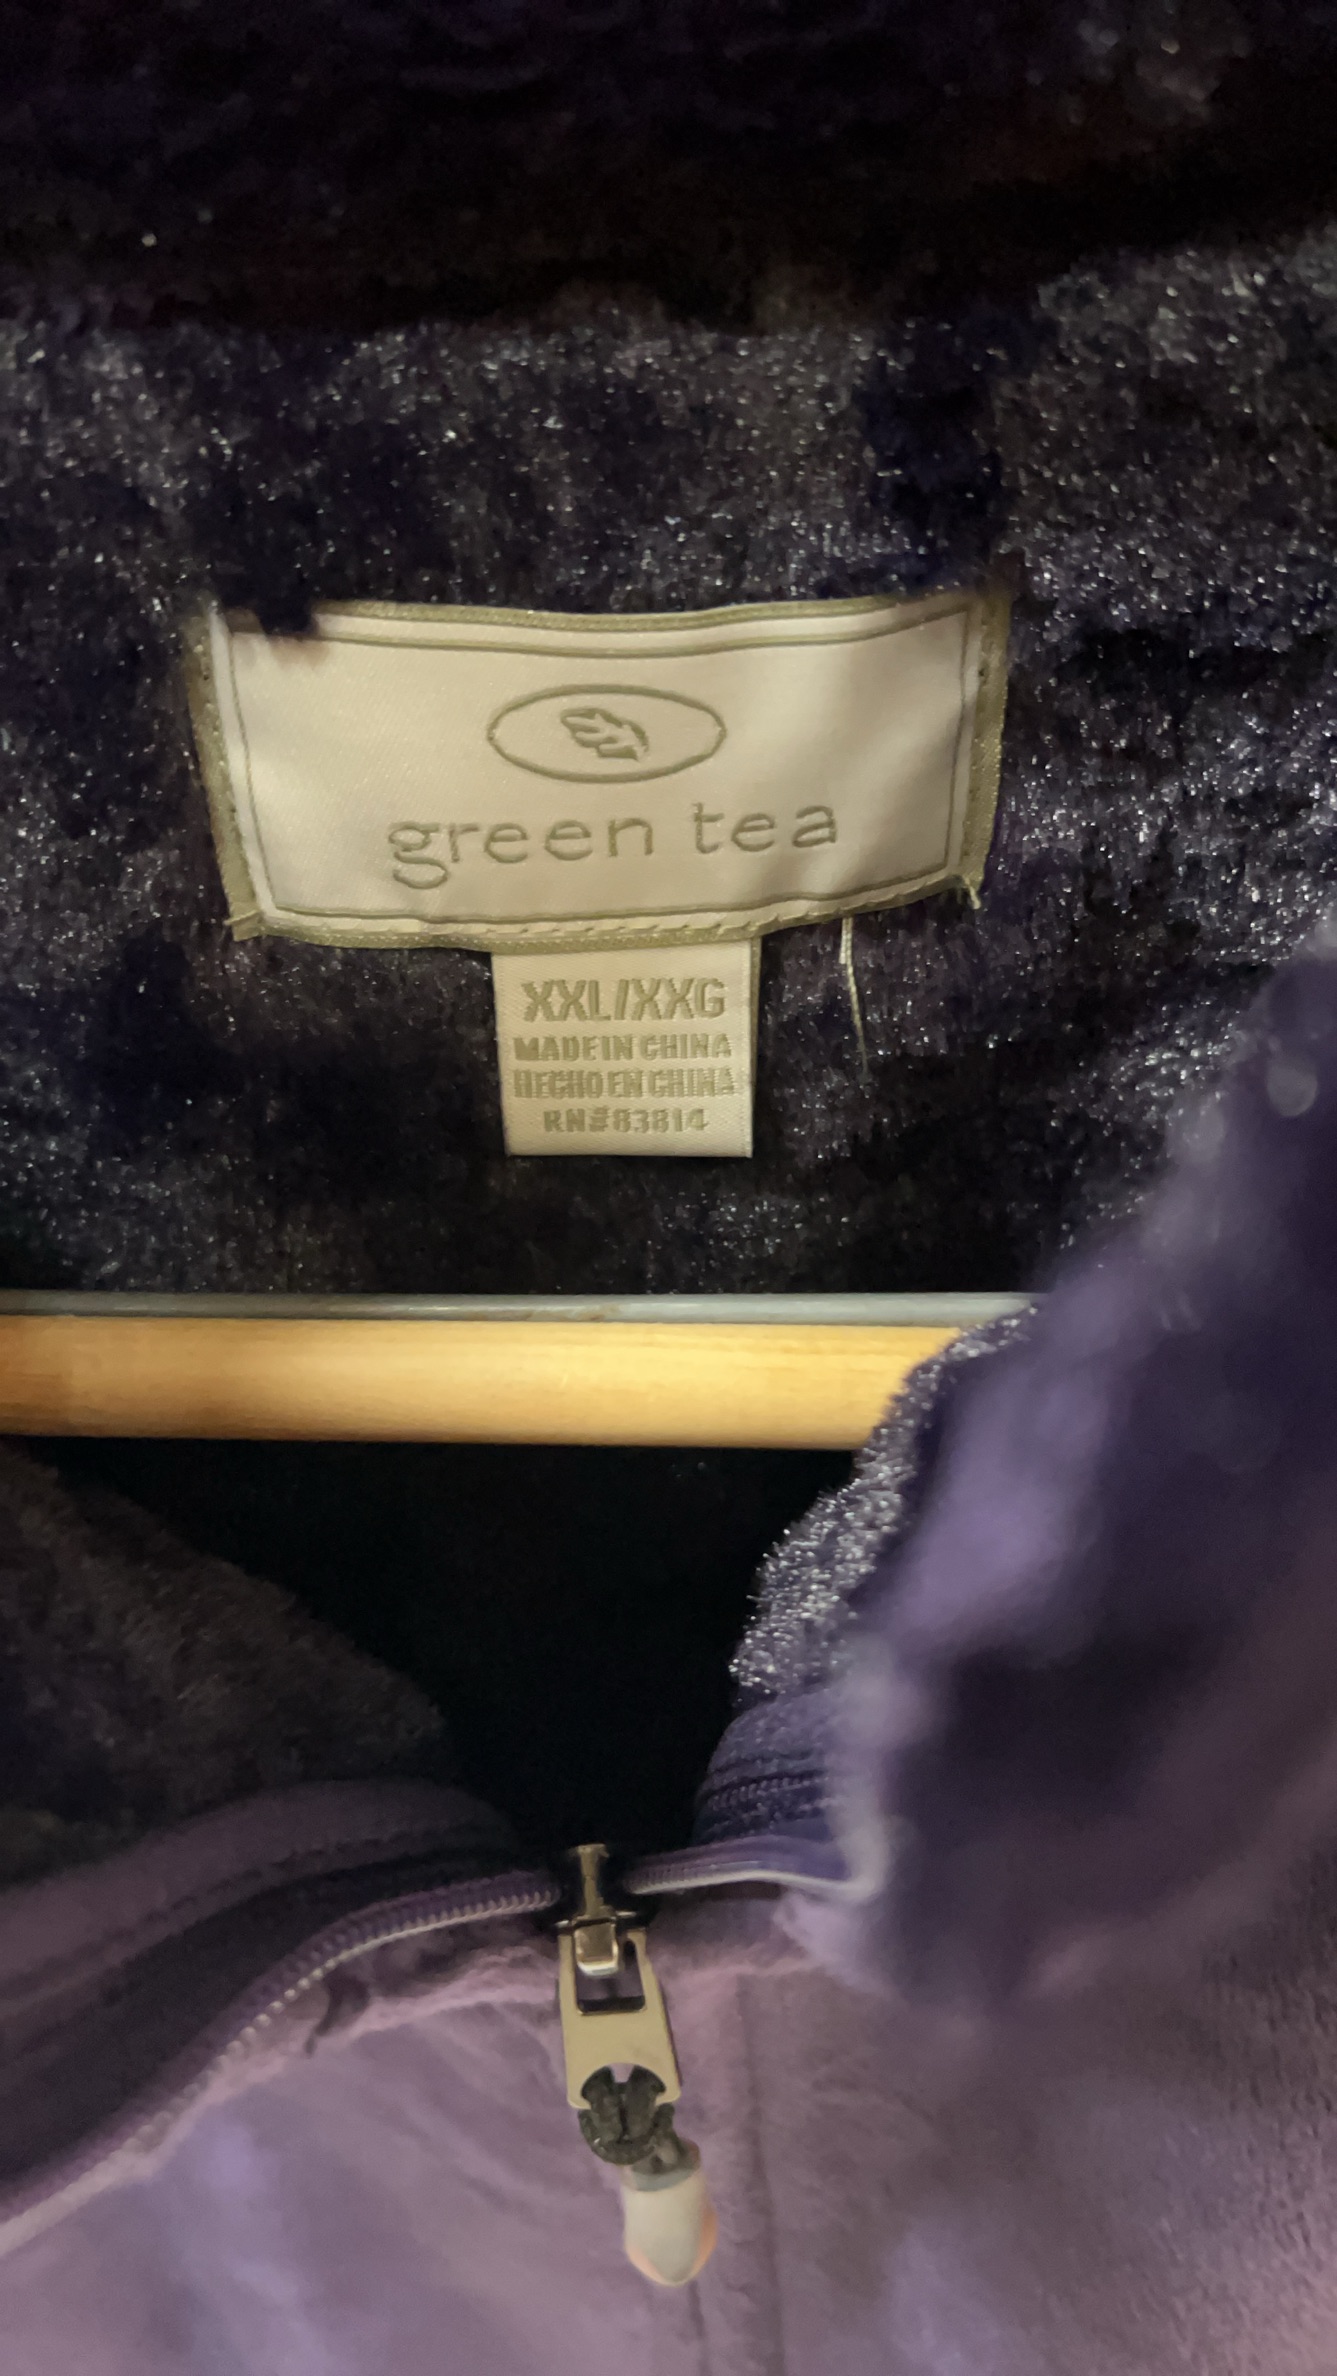 green tea
XXL/XXG
MADE IN CHINA
HECHO EN CHINA
RN#83814